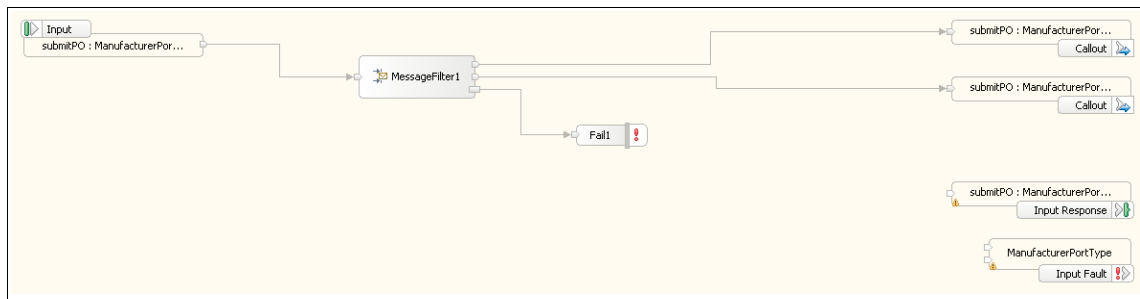 Input
submitPO : ManufacturerPor...
submitPO : ManufacturerPor...
Callout
MessageFilter1
submitPO : ManufacturerPor...
Callout
Fail1
submitPO : ManufacturerPor...
Input Response
ManufacturerPortType
Input Fault